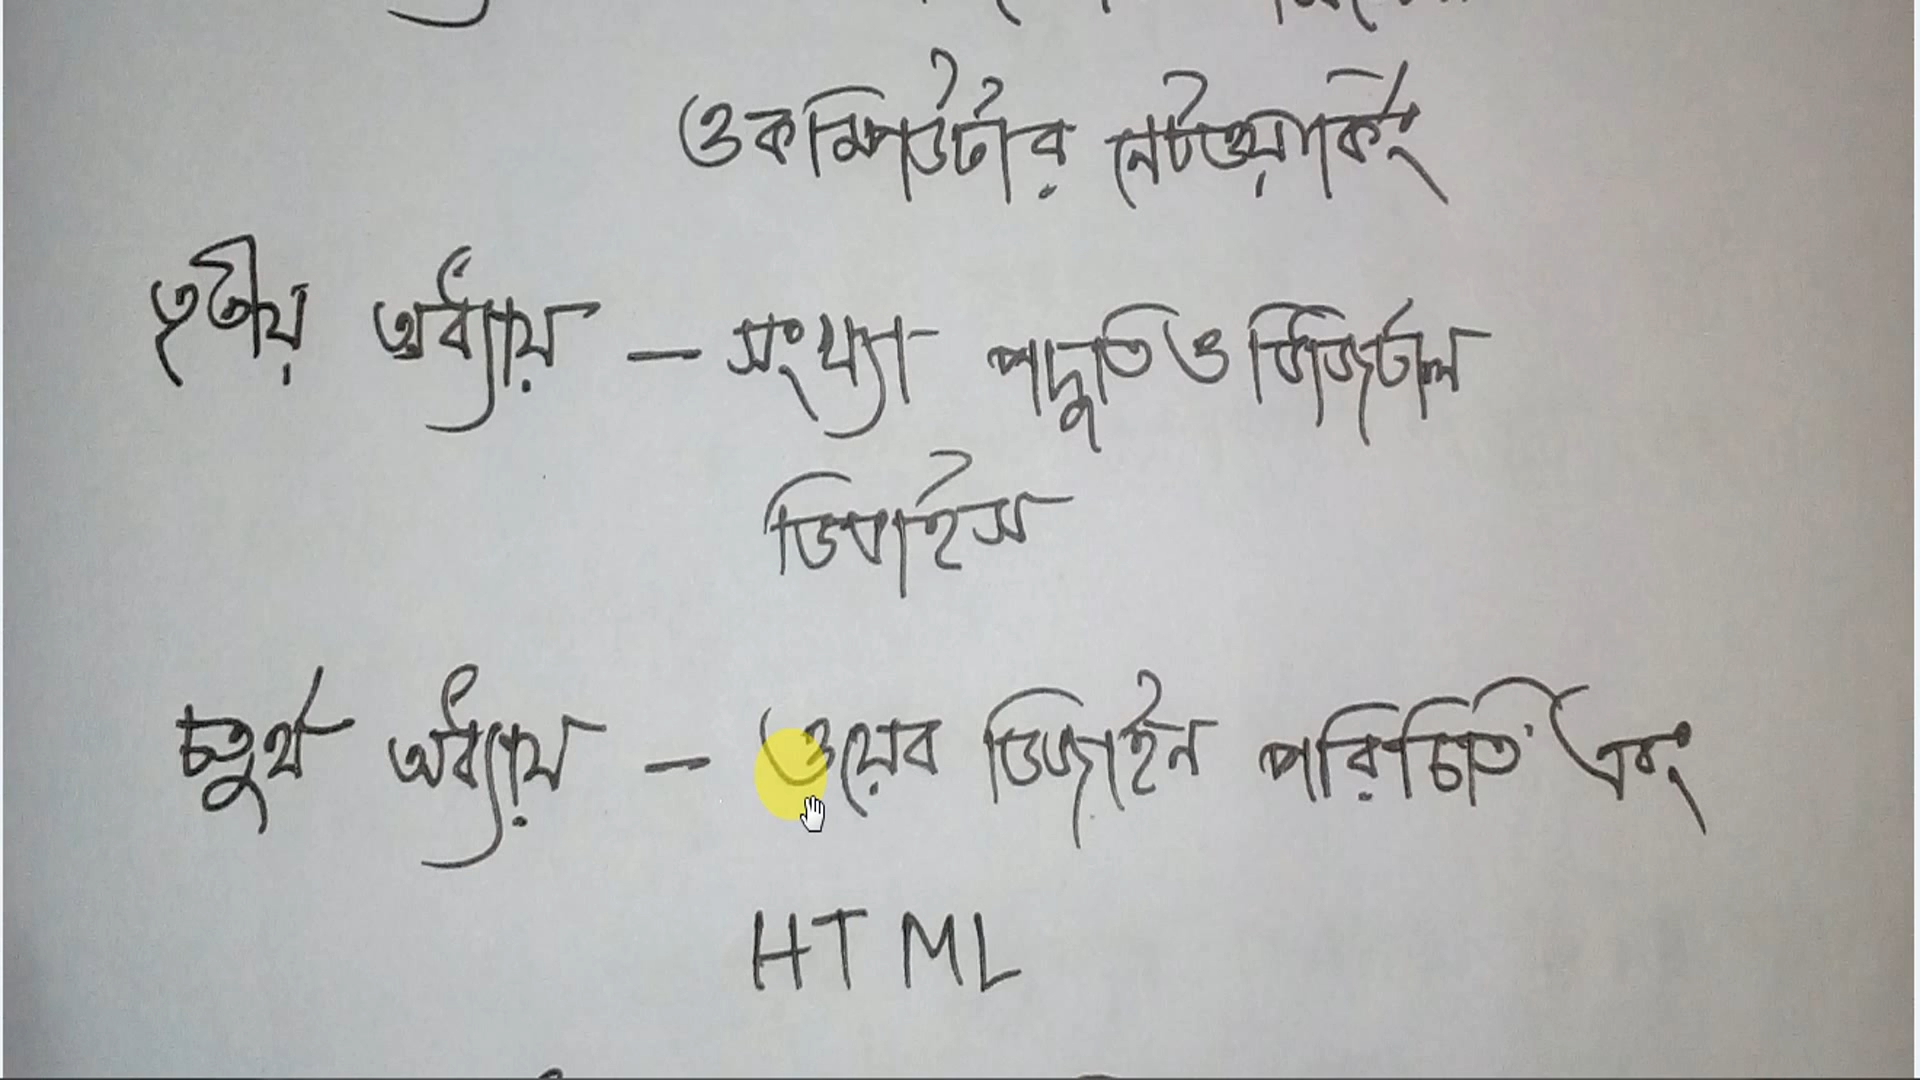 ও কম্পিউটার নেটওয়ার্কিং
তৃতীয় অধ্যায় — সংখ্যা পদ্ধতি ও ডিজিটাল
ডিভাইস
চতুর্থ অধ্যায় — ওয়েব ডিজাইন পরিচিতি এবং
HTML